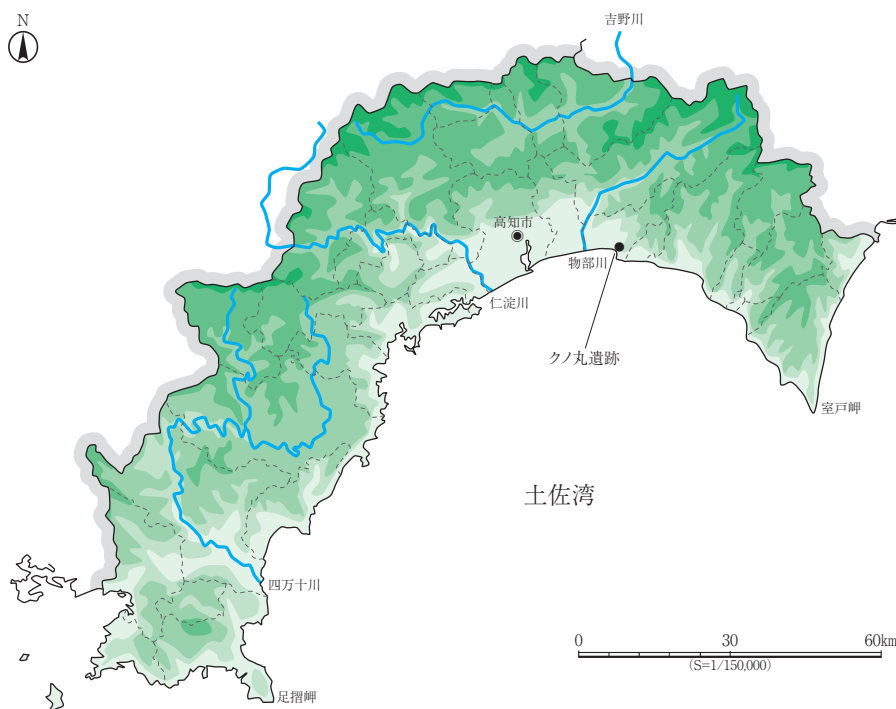 吉野川
N
高知市
物部川
仁淀川
クノ丸遺跡
室戸岬
土佐湾
四万十川
0 30 60km
(S=1/150,000)
足摺岬